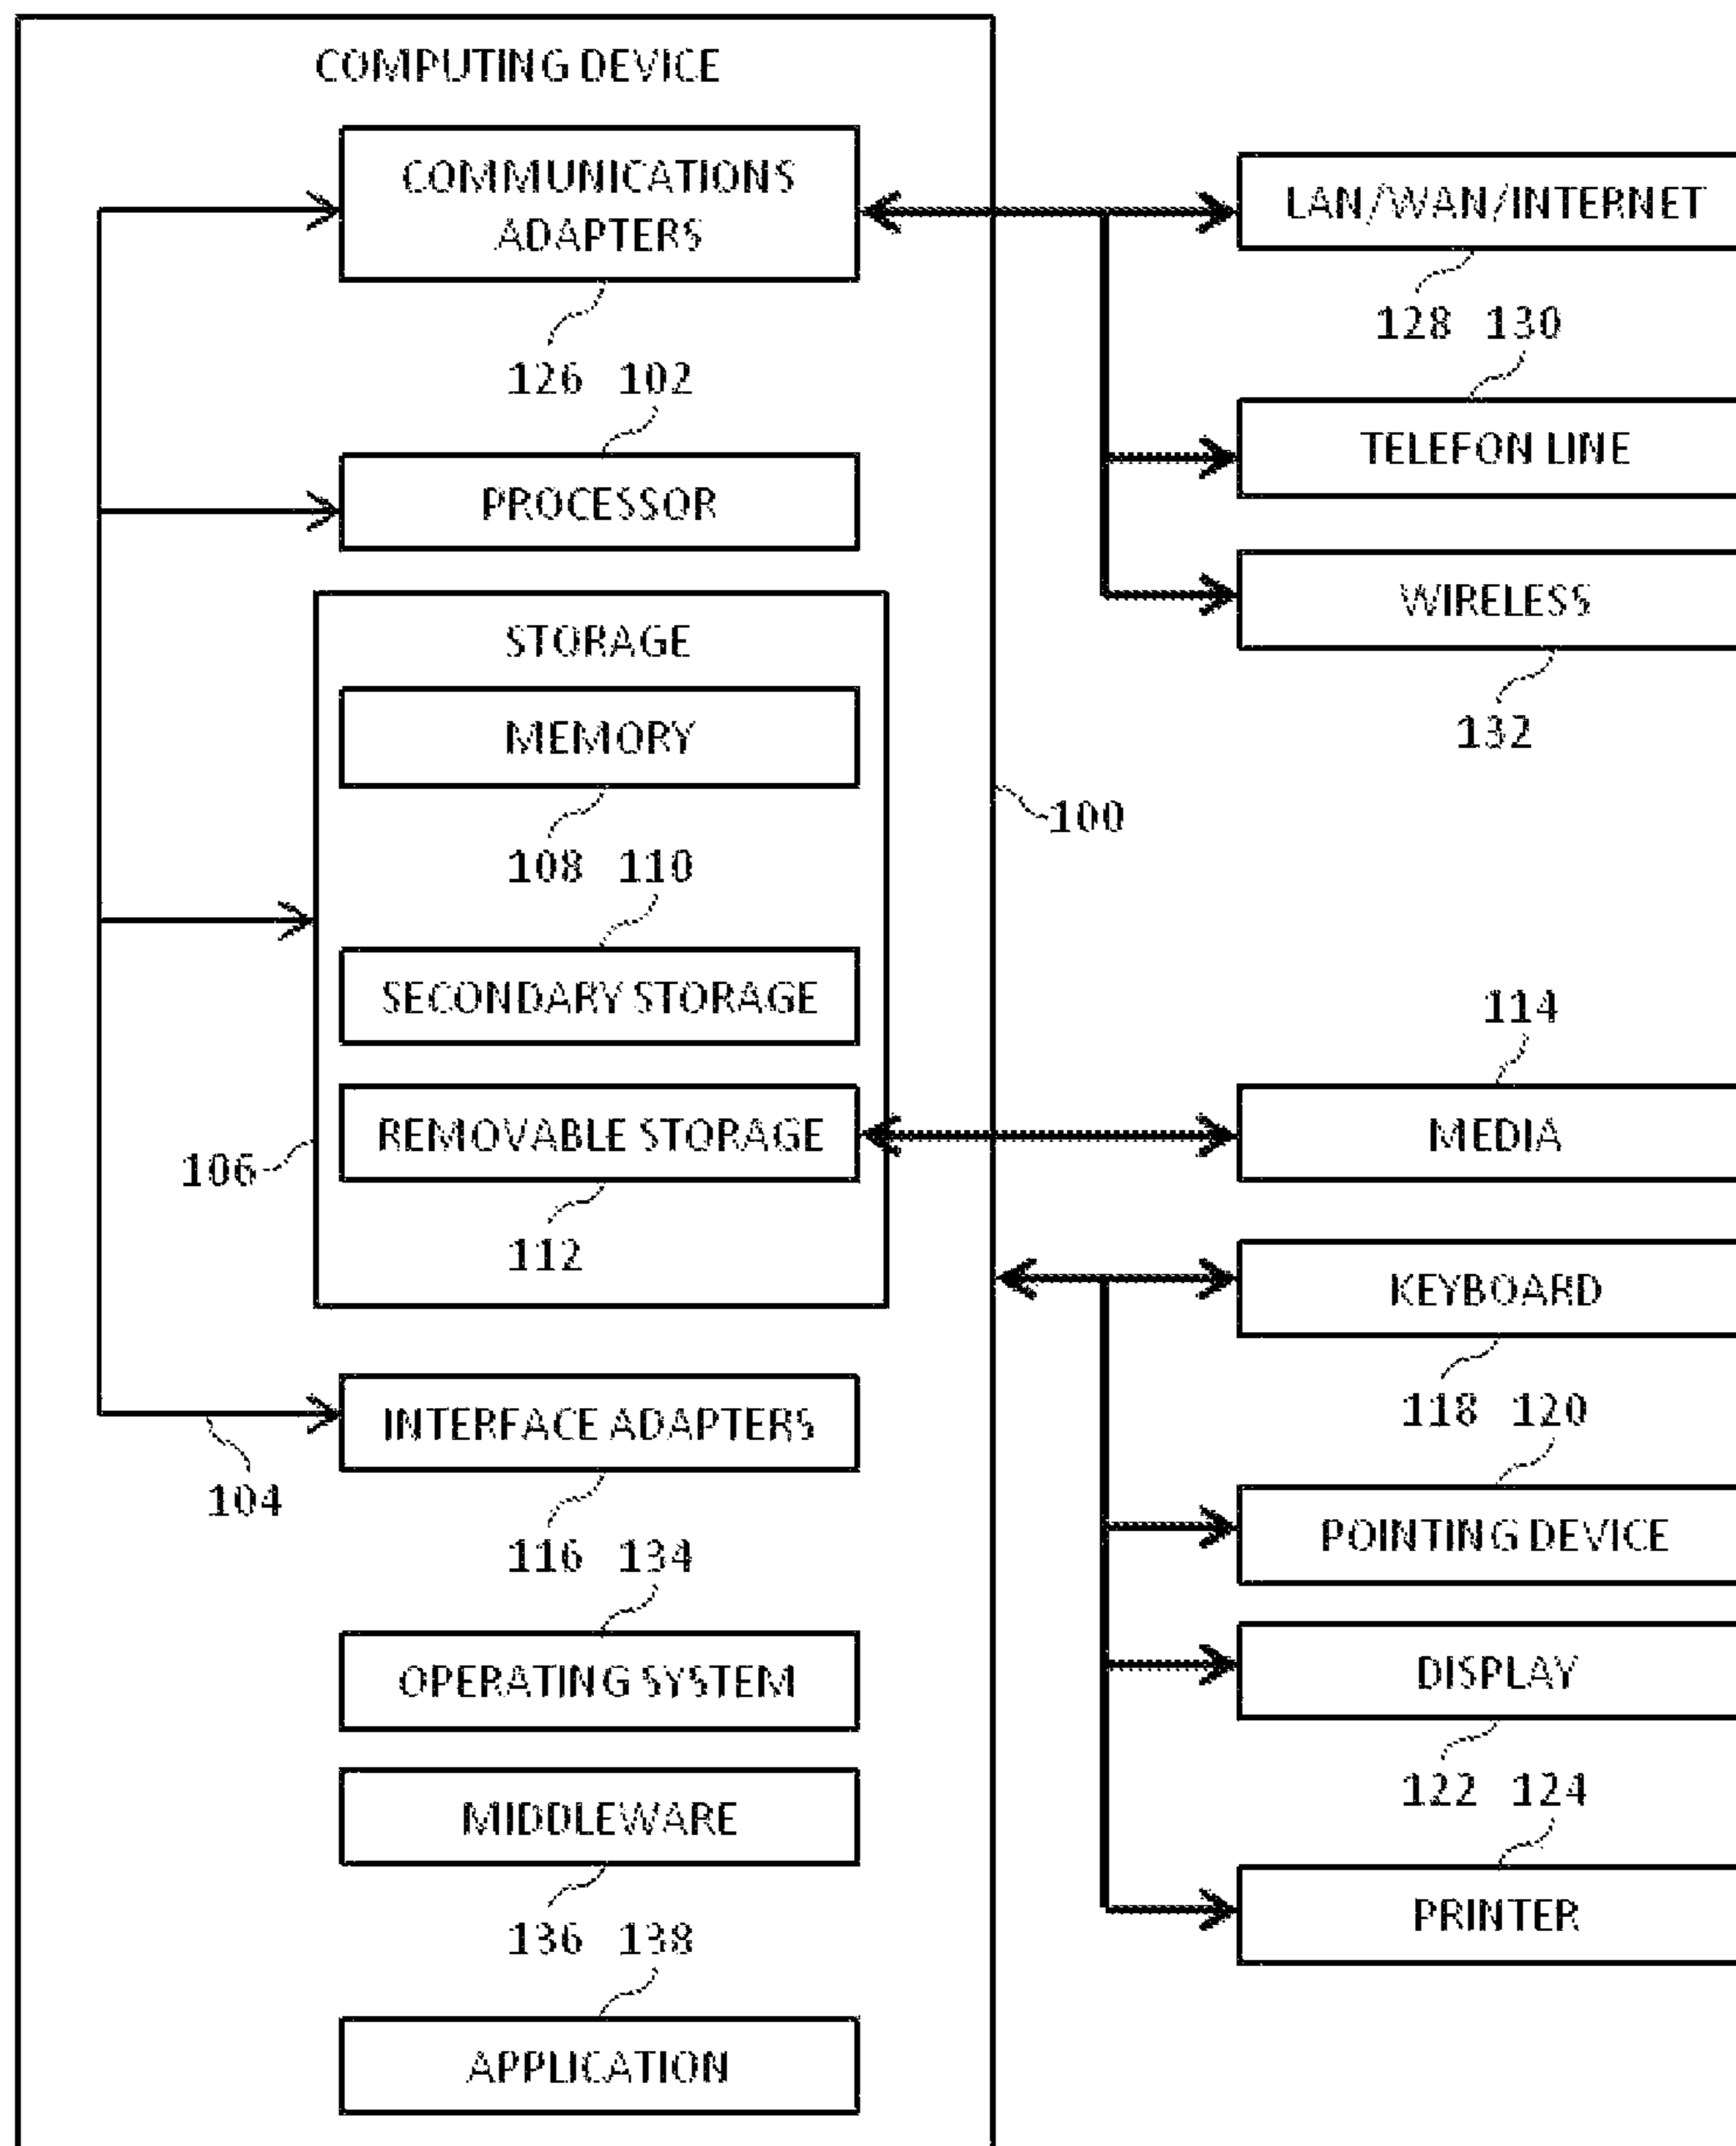 COMPUTING DEVICE
COMMUNICATIONS
ADAPTERS
126 102
PROCESSOR
STORAGE
MEMORY
108 110
SECONDARY STORAGE
REMOVABLE STORAGE
106
112
INTERFACE ADAPTERS
104
116 134
OPERATING SYSTEM
MIDDLEWARE
136 138
APPLICATION
LAN/WAN/INTERNET
128 130
TELEFON LINE
WIRELESS
132
100
114
MEDIA
KEYBOARD
118 120
POINTING DEVICE
DISPLAY
122 124
PRINTER